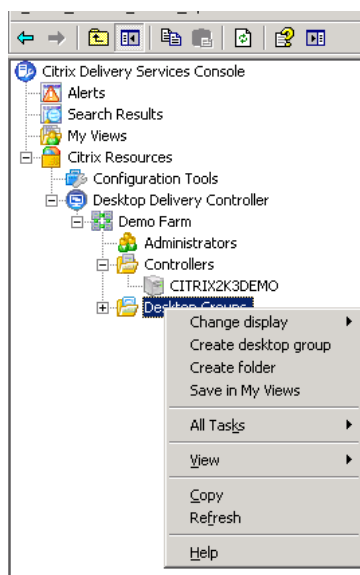 Citrix Delivery Services Console
Alerts
Search Results
My Views
Citrix Resources
Configuration Tools
Desktop Delivery Controller
Demo Farm
Administrators
Controllers
CITRIX2K3DEMO
Desktop Groups
Change display
Create desktop group
Create folder
Save in My Views
All Tasks
View
Copy
Refresh
Help